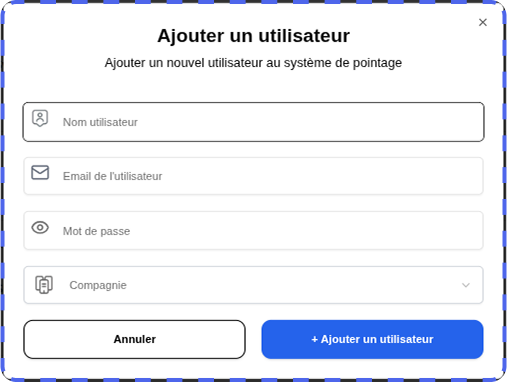 Ajouter un utilisateur
Ajouter un nouvel utilisateur au système de pointage
Nom utilisateur
Email de l'utilisateur
Mot de passe
Compagnie
Annuler
+ Ajouter un utilisateur